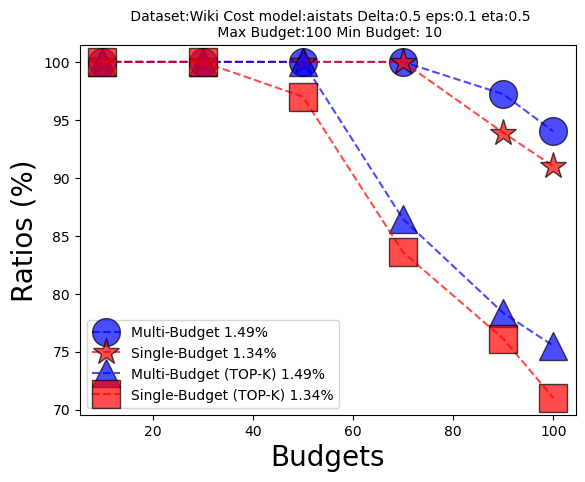 Dataset:Wiki Cost model:aistats Delta:0.5 eps:0.1 eta:0.5
Max Budget:100 Min Budget: 10
Ratios (%)
100
95
90
85
80
75
70
Multi-Budget 1.49%
Single-Budget 1.34%
Multi-Budget (TOP-K) 1.49%
Single-Budget (TOP-K) 1.34%
20 40 60 80 100
Budgets